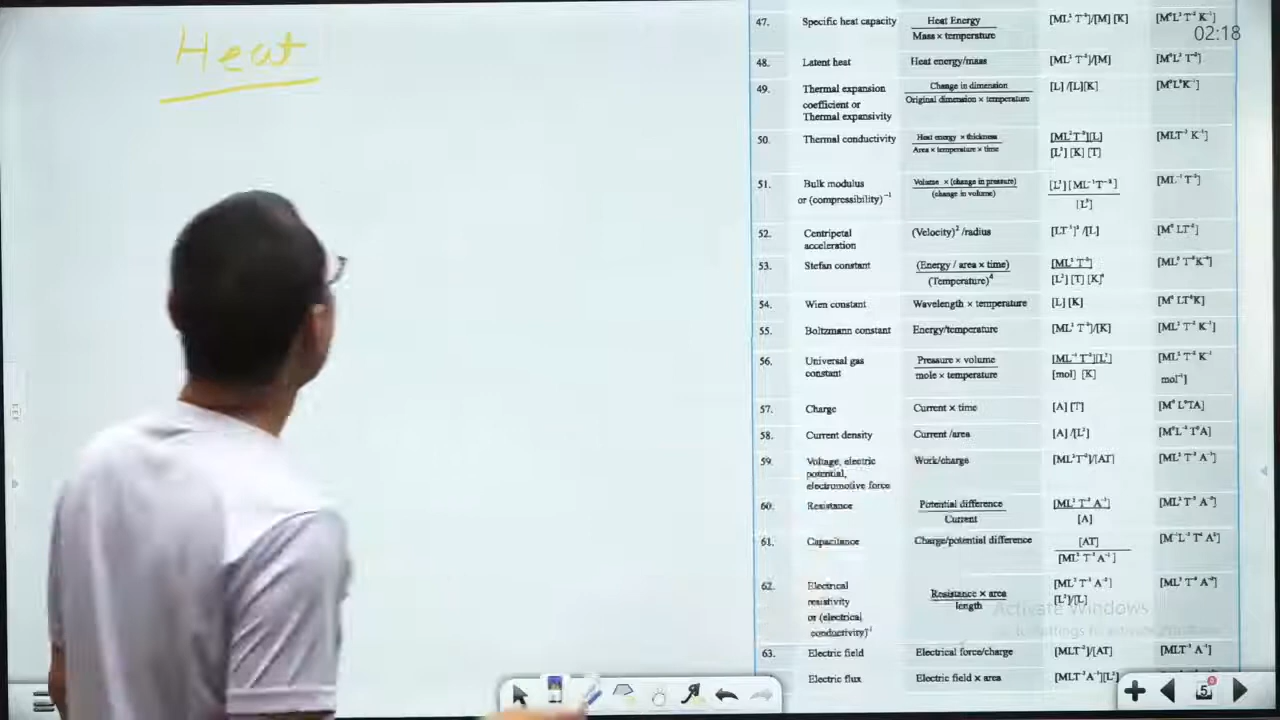 Heat
02:18
47. Specific heat capacity Heat Energy / Mass × temperature [ML² T⁻²]/[M] [K] [M⁰L² T⁻² K⁻¹]
48. Latent heat Heat energy/mass [ML² T⁻²]/[M] [M⁰L² T⁻²]
49. Thermal expansion coefficient or Thermal expansivity Change in dimension / Original dimension × temperature [L] /[L][K] [M⁰L⁰K⁻¹]
50. Thermal conductivity Heat energy × thickness / Area × temperature × time [ML²T⁻²][L] / [L²] [K] [T] [MLT⁻³ K⁻¹]
51. Bulk modulus or (compressibility)⁻¹ Volume × (change in pressure) / (change in volume) [L³] [ML⁻¹T⁻²] / [L³] [ML⁻¹ T⁻²]
52. Centripetal acceleration (Velocity)² /radius [LT⁻¹]² /[L] [M⁰ LT⁻²]
53. Stefan constant (Energy / area × time) / (Temperature)⁴ [ML² T⁻²] / [L²] [T] [K]⁴ [ML⁰ T⁻³K⁻⁴]
54. Wien constant Wavelength × temperature [L] [K] [M⁰ LT⁰K]
55. Boltzmann constant Energy/temperature [ML² T⁻²]/[K] [ML² T⁻² K⁻¹]
56. Universal gas constant Pressure × volume / mole × temperature [ML⁻¹ T⁻²][L³] / [mol] [K] [ML² T⁻² K⁻¹ mol⁻¹]
57. Charge Current × time [A] [T] [M⁰ L⁰TA]
58. Current density Current /area [A] /[L²] [M⁰L⁻² T⁰A]
59. Voltage, electric potential, electromotive force Work/charge [ML²T⁻²]/[AT] [ML² T⁻³ A⁻¹]
60. Resistance Potential difference / Current [ML² T⁻³ A⁻¹] / [A] [ML² T⁻³ A⁻²]
61. Capacitance Charge/potential difference [AT] / [ML² T⁻³ A⁻¹] [M⁻¹L⁻² T⁴ A²]
62. Electrical resistivity or (electrical conductivity)⁻¹ Resistance × area / length [ML² T⁻³ A⁻²] [L²]/[L] [ML³ T⁻³ A⁻²]
Activate Windows
63. Electric field Electrical force/charge [MLT⁻²]/[AT] [MLT⁻³ A⁻¹]
Electric flux Electric field × area [MLT⁻³A⁻¹][L²]
5